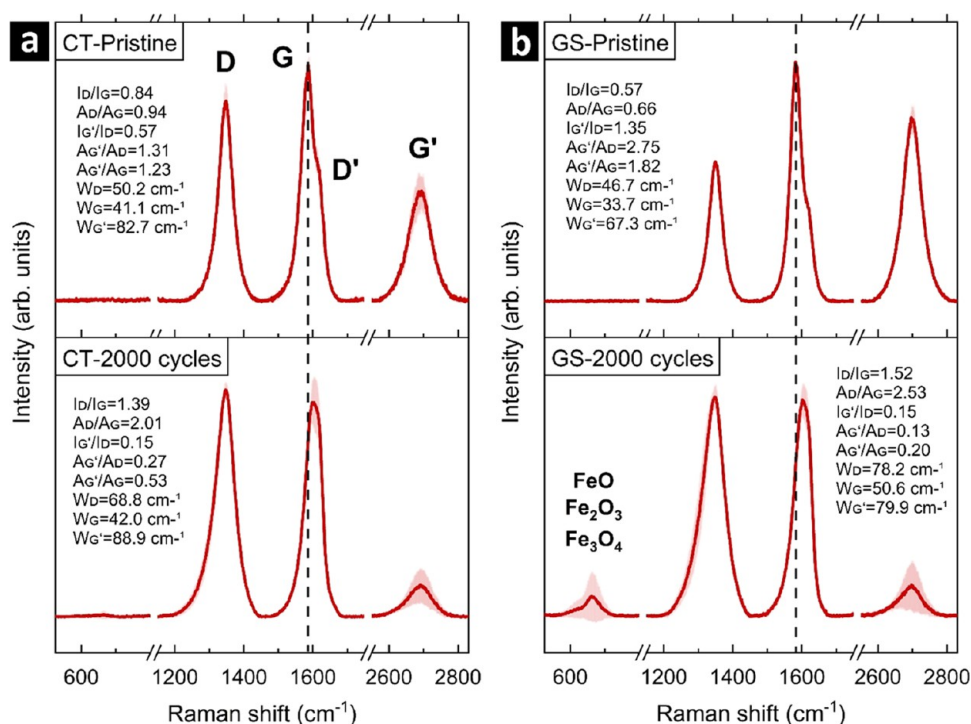 a
CT-Pristine
D
G
D'
G'
ID/IG=0.84
AD/AG=0.94
IG'/ID=0.57
AG'/AD=1.31
AG'/AG=1.23
WD=50.2 cm⁻¹
WG=41.1 cm⁻¹
WG'=82.7 cm⁻¹
Intensity (arb. units)
CT-2000 cycles
ID/IG=1.39
AD/AG=2.01
IG'/ID=0.15
AG'/AD=0.27
AG'/AG=0.53
WD=68.8 cm⁻¹
WG=42.0 cm⁻¹
WG'=88.9 cm⁻¹
600 1200 1400 1600 2600 2800
Raman shift (cm⁻¹)
b
GS-Pristine
ID/IG=0.57
AD/AG=0.66
IG'/ID=1.35
AG'/AD=2.75
AG'/AG=1.82
WD=46.7 cm⁻¹
WG=33.7 cm⁻¹
WG'=67.3 cm⁻¹
Intensity (arb. units)
GS-2000 cycles
ID/IG=1.52
AD/AG=2.53
IG'/ID=0.15
AG'/AD=0.13
AG'/AG=0.20
WD=78.2 cm⁻¹
WG=50.6 cm⁻¹
WG'=79.9 cm⁻¹
FeO
Fe₂O₃
Fe₃O₄
600 1200 1400 1600 2600 2800
Raman shift (cm⁻¹)